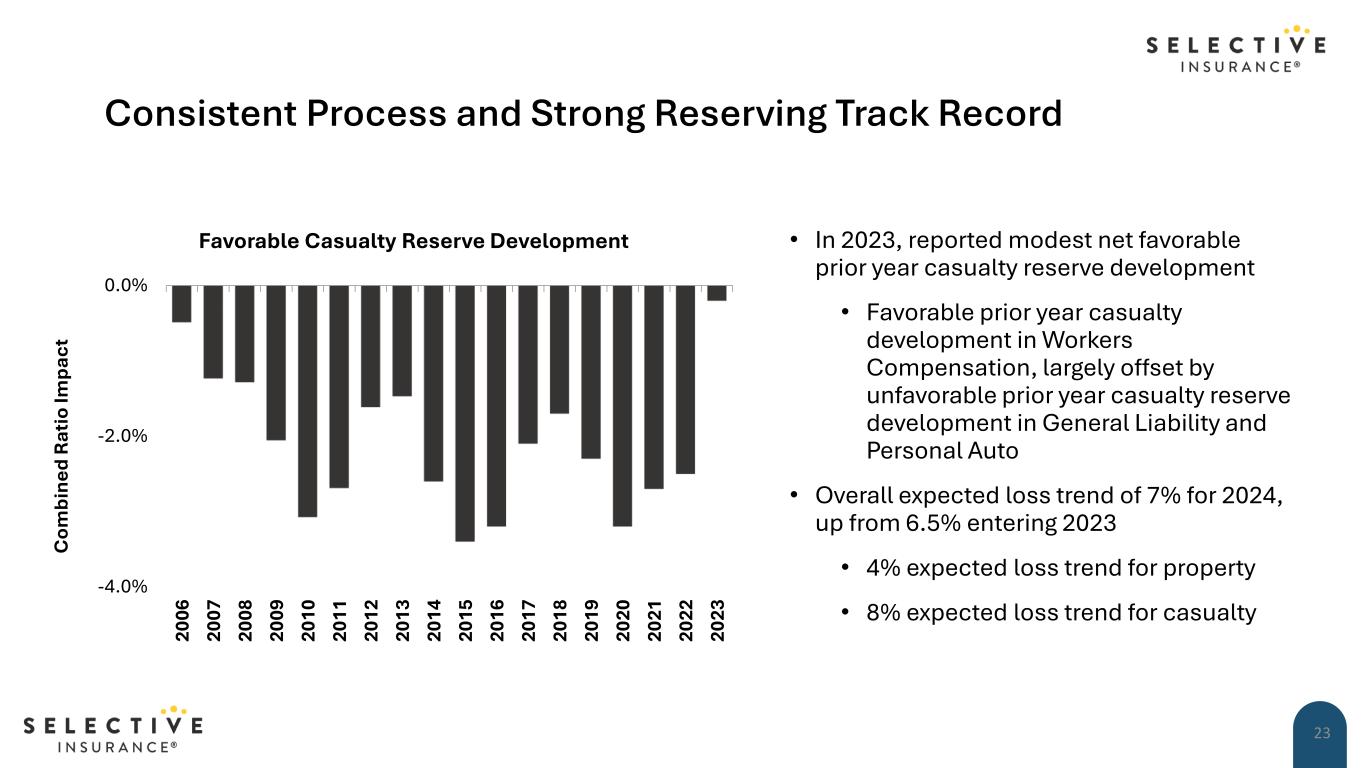 SELECTIVE
INSURANCE®
Consistent Process and Strong Reserving Track Record
Favorable Casualty Reserve Development
0.0%
-2.0%
-4.0%
Combined Ratio Impact
2006
2007
2008
2009
2010
2011
2012
2013
2014
2015
2016
2017
2018
2019
2020
2021
2022
2023
• In 2023, reported modest net favorable
prior year casualty reserve development
• Favorable prior year casualty
development in Workers
Compensation, largely offset by
unfavorable prior year casualty reserve
development in General Liability and
Personal Auto
• Overall expected loss trend of 7% for 2024,
up from 6.5% entering 2023
• 4% expected loss trend for property
• 8% expected loss trend for casualty
SELECTIVE
INSURANCE®
23